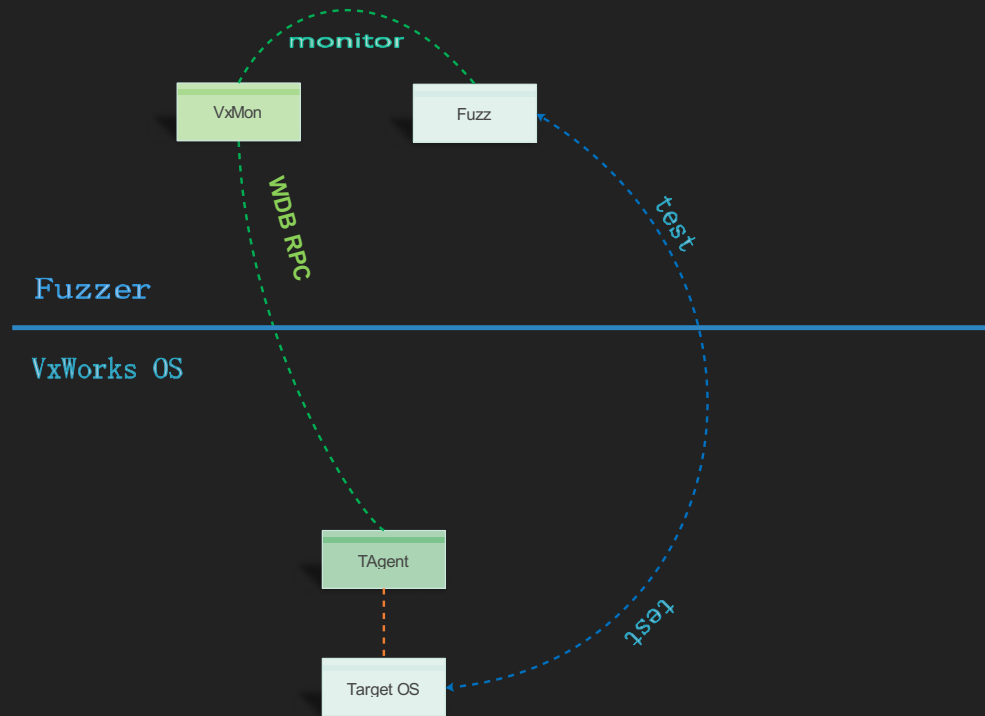 monitor
VxMon
Fuzz
WDB RPC
test
Fuzzer
VxWorks OS
TAgent
test
Target OS